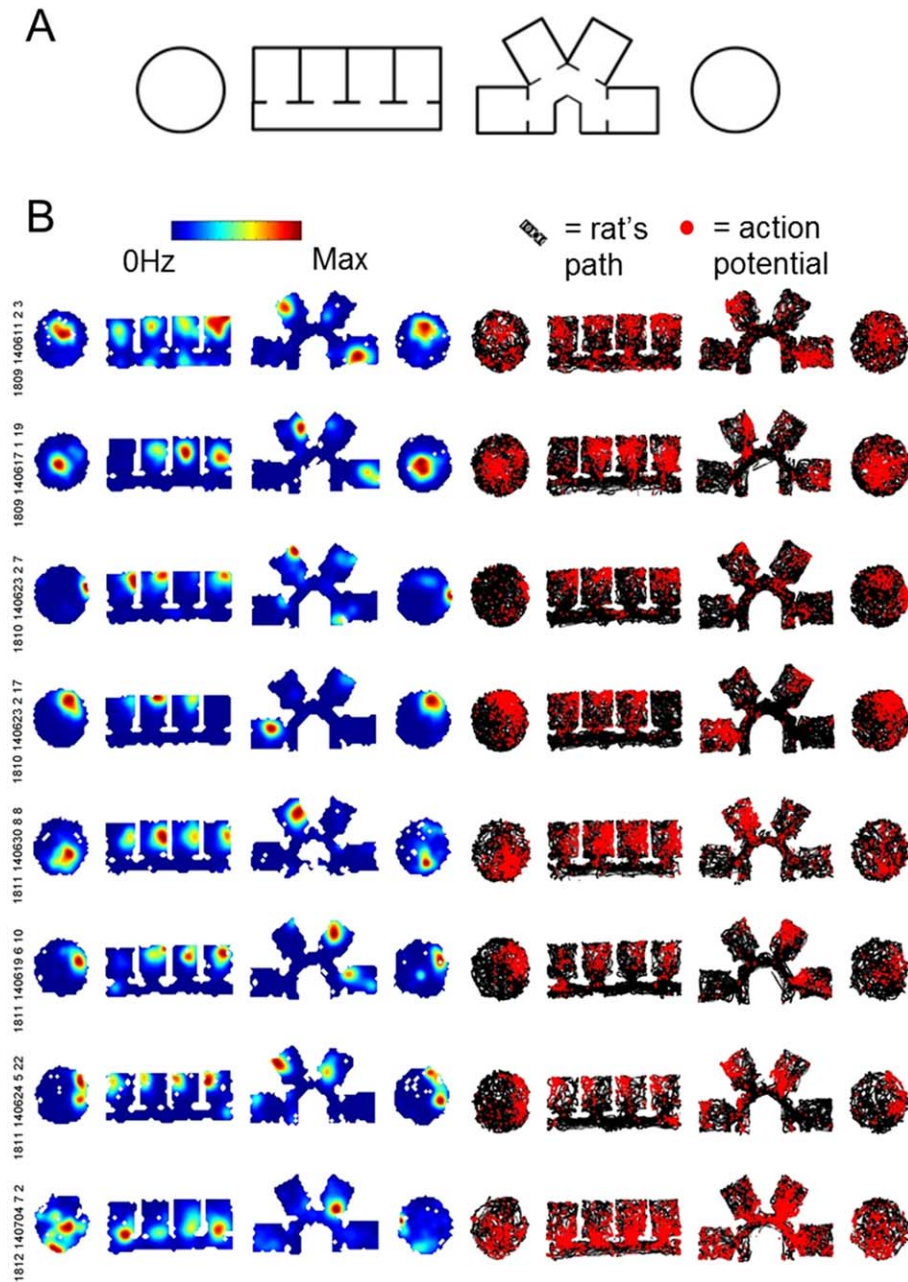 A
B
0Hz Max
= rat's path
= action potential
1809 140611 2 3
1809 140617 1 19
1810 140623 2 7
1810 140623 2 17
1811 140630 8 8
1811 140619 6 10
1811 140624 5 22
1812 140704 7 2